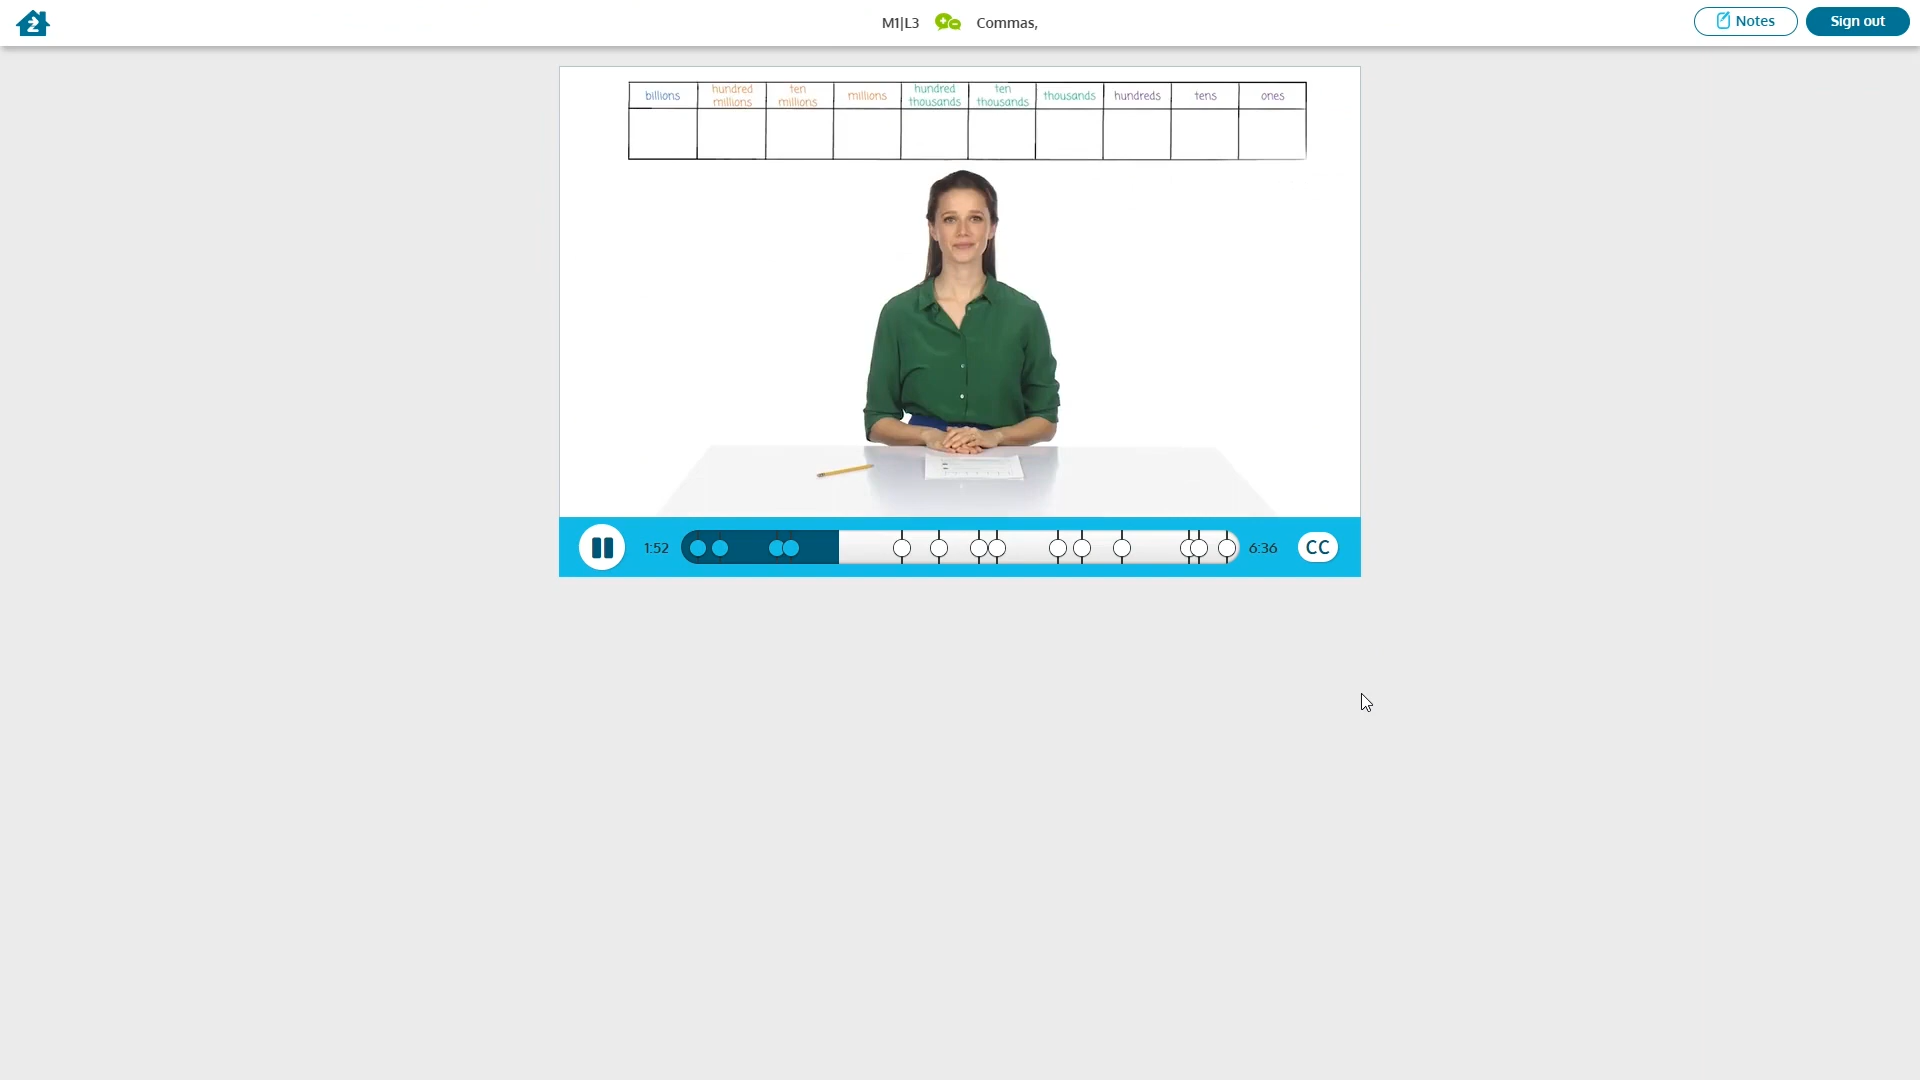 M1|L3 Commas,
Notes
Sign out
billions hundred millions ten millions millions hundred thousands ten thousands thousands hundreds tens ones
1:52
6:36
CC